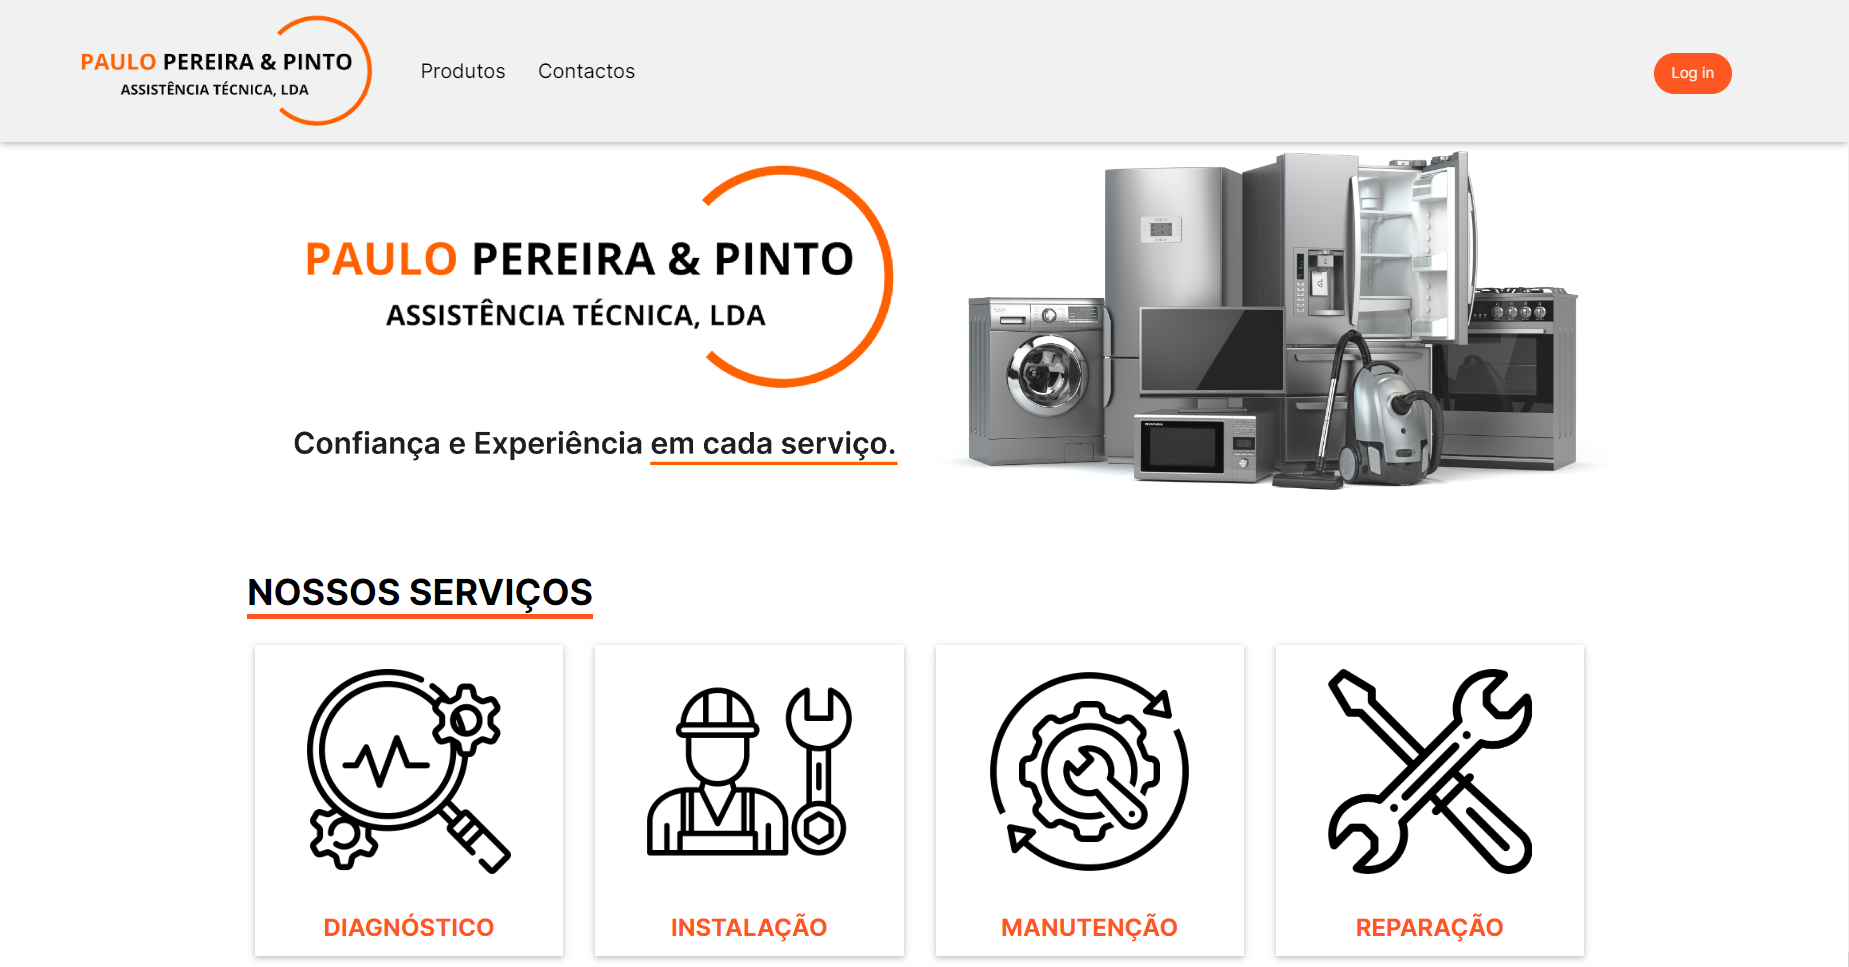 PAULO PEREIRA & PINTO
ASSISTÊNCIA TÉCNICA, LDA
Produtos
Contactos
Log in
PAULO PEREIRA & PINTO
ASSISTÊNCIA TÉCNICA, LDA
Confiança e Experiência em cada serviço.
NOSSOS SERVIÇOS
DIAGNÓSTICO
INSTALAÇÃO
MANUTENÇÃO
REPARAÇÃO